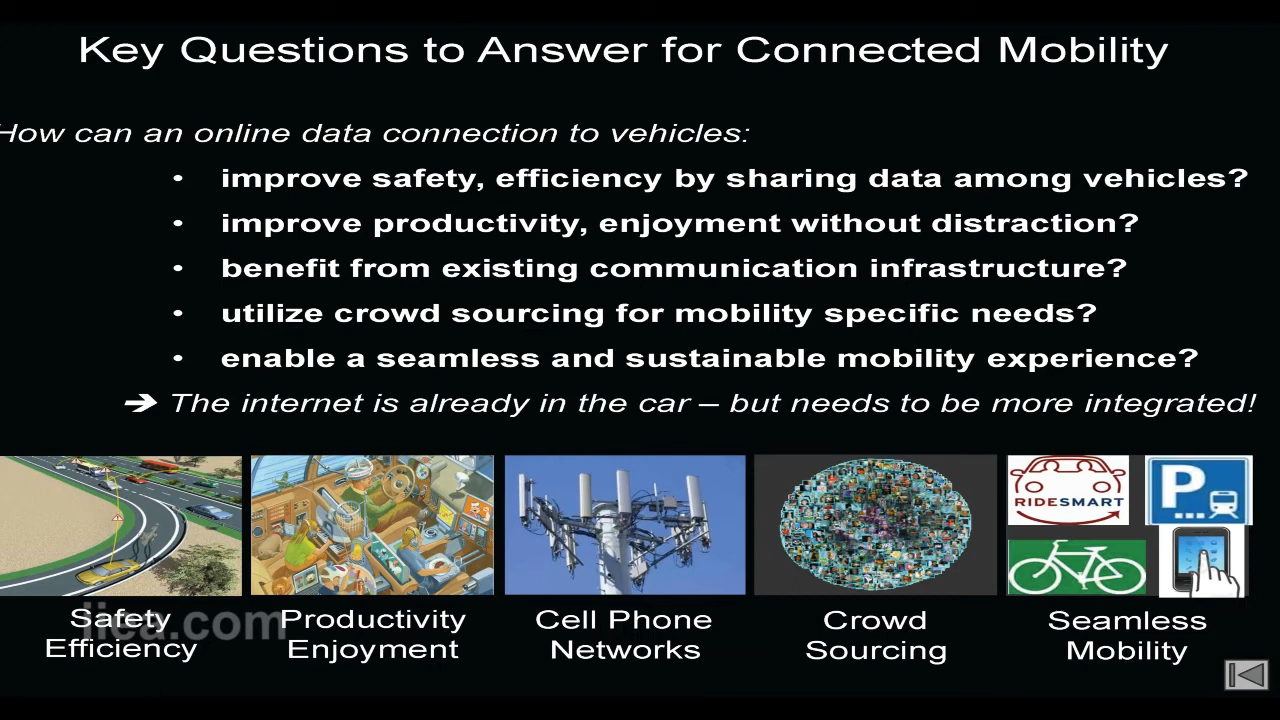 Key Questions to Answer for Connected Mobility
How can an online data connection to vehicles:
• improve safety, efficiency by sharing data among vehicles?
• improve productivity, enjoyment without distraction?
• benefit from existing communication infrastructure?
• utilize crowd sourcing for mobility specific needs?
• enable a seamless and sustainable mobility experience?
➔ The internet is already in the car – but needs to be more integrated!
RIDESMART
P
Safety
Efficiency
Productivity
Enjoyment
Cell Phone
Networks
Crowd
Sourcing
Seamless
Mobility